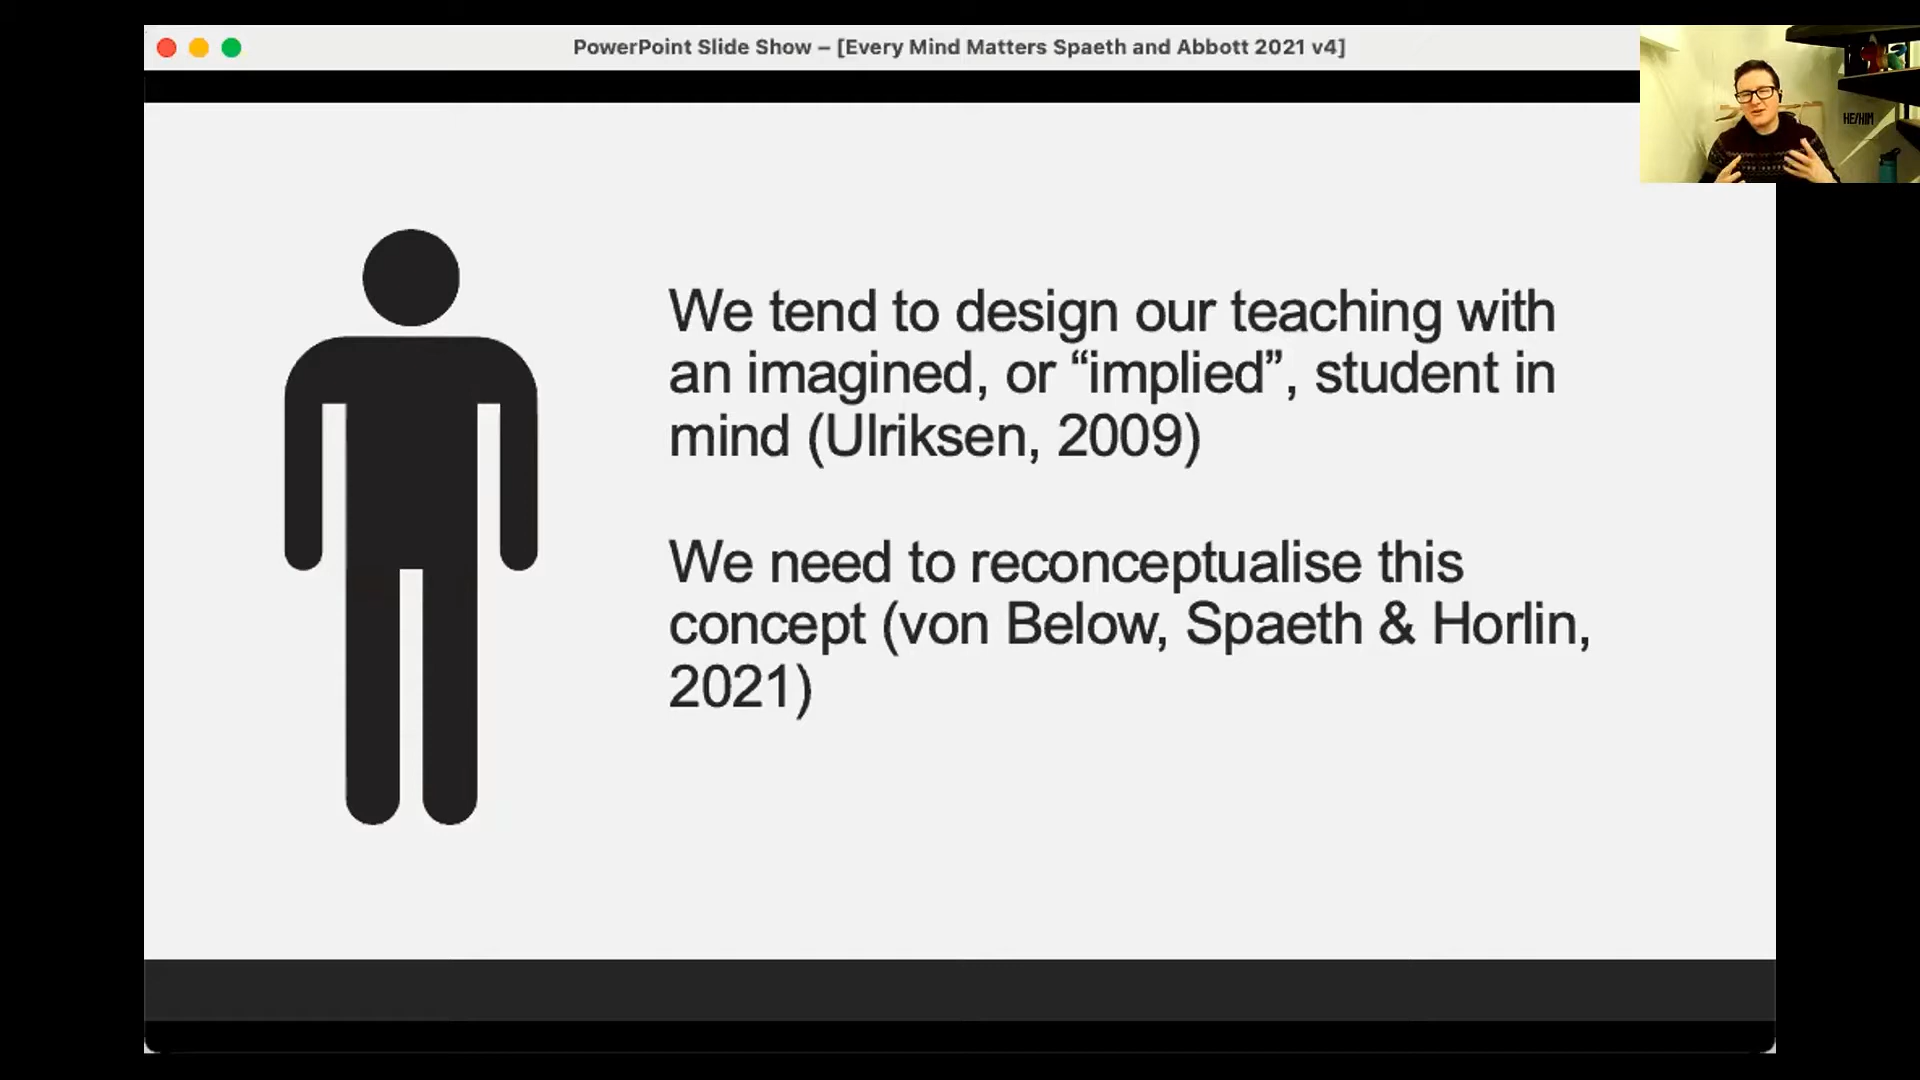 PowerPoint Slide Show – [Every Mind Matters Spaeth and Abbott 2021 v4]
HE/HIM
We tend to design our teaching with
an imagined, or “implied”, student in
mind (Ulriksen, 2009)
We need to reconceptualise this
concept (von Below, Spaeth & Horlin,
2021)